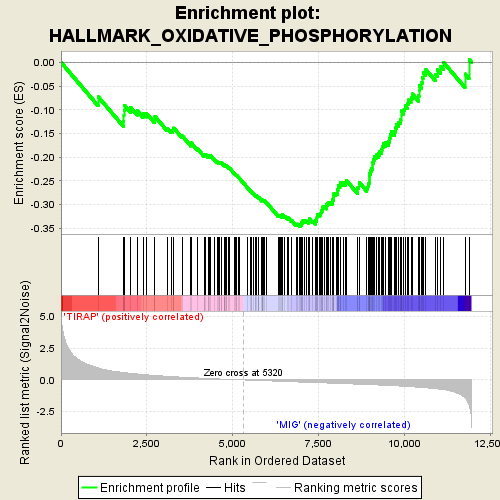 Enrichment plot:
HALLMARK_OXIDATIVE_PHOSPHORYLATION
Enrichment score (ES)
0.00
-0.05
-0.10
-0.15
-0.20
-0.25
-0.30
-0.35
Ranked list metric (Signal2Noise)
5.0
2.5
0.0
-2.5
'TIRAP' (positively correlated)
Zero cross at 5320
'MIG' (negatively correlated)
0
2,500
5,000
7,500
10,000
12,500
Rank in Ordered Dataset
Enrichment profile
Hits
Ranking metric scores